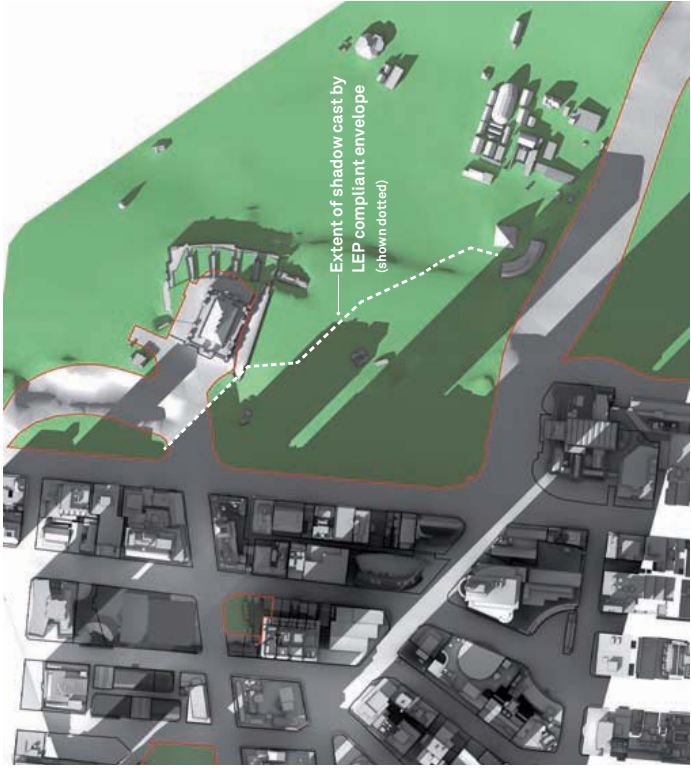 Extent of shadow cast by
LEP compliant envelope
(shown dotted)